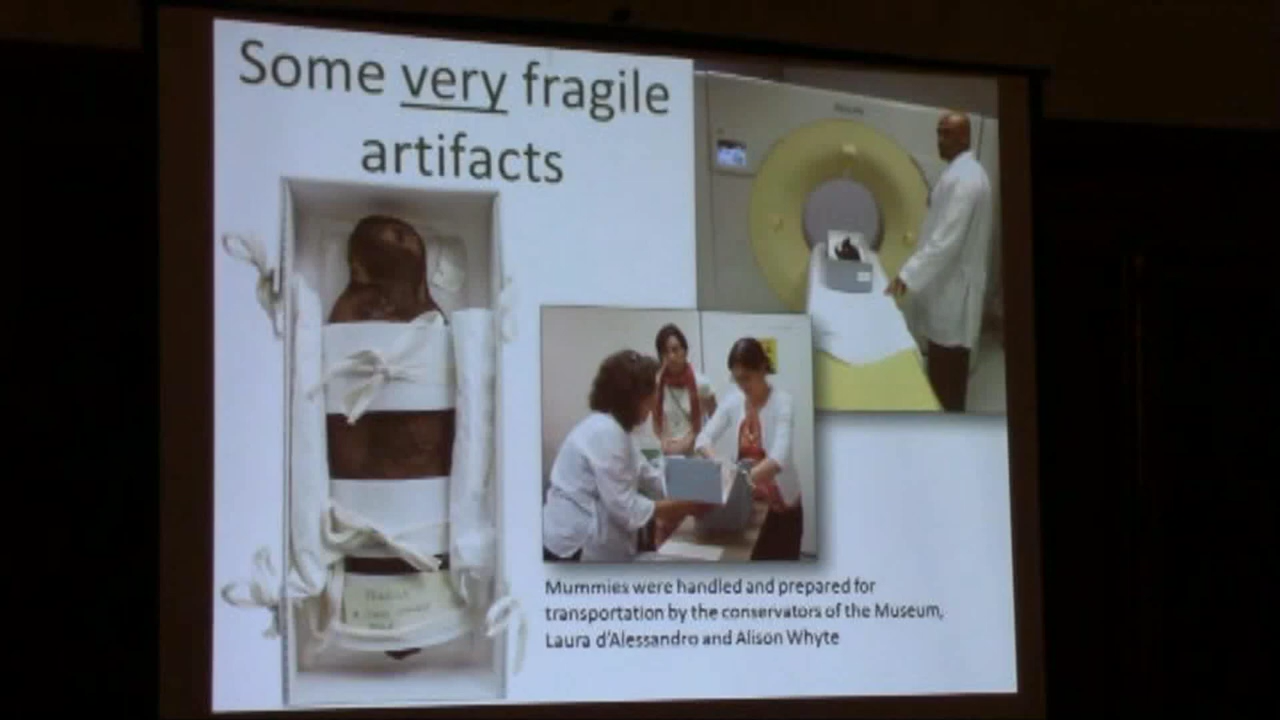 Some very fragile
artifacts
Mummies were handled and prepared for
transportation by the conservators of the Museum,
Laura d'Alessandro and Alison Whyte